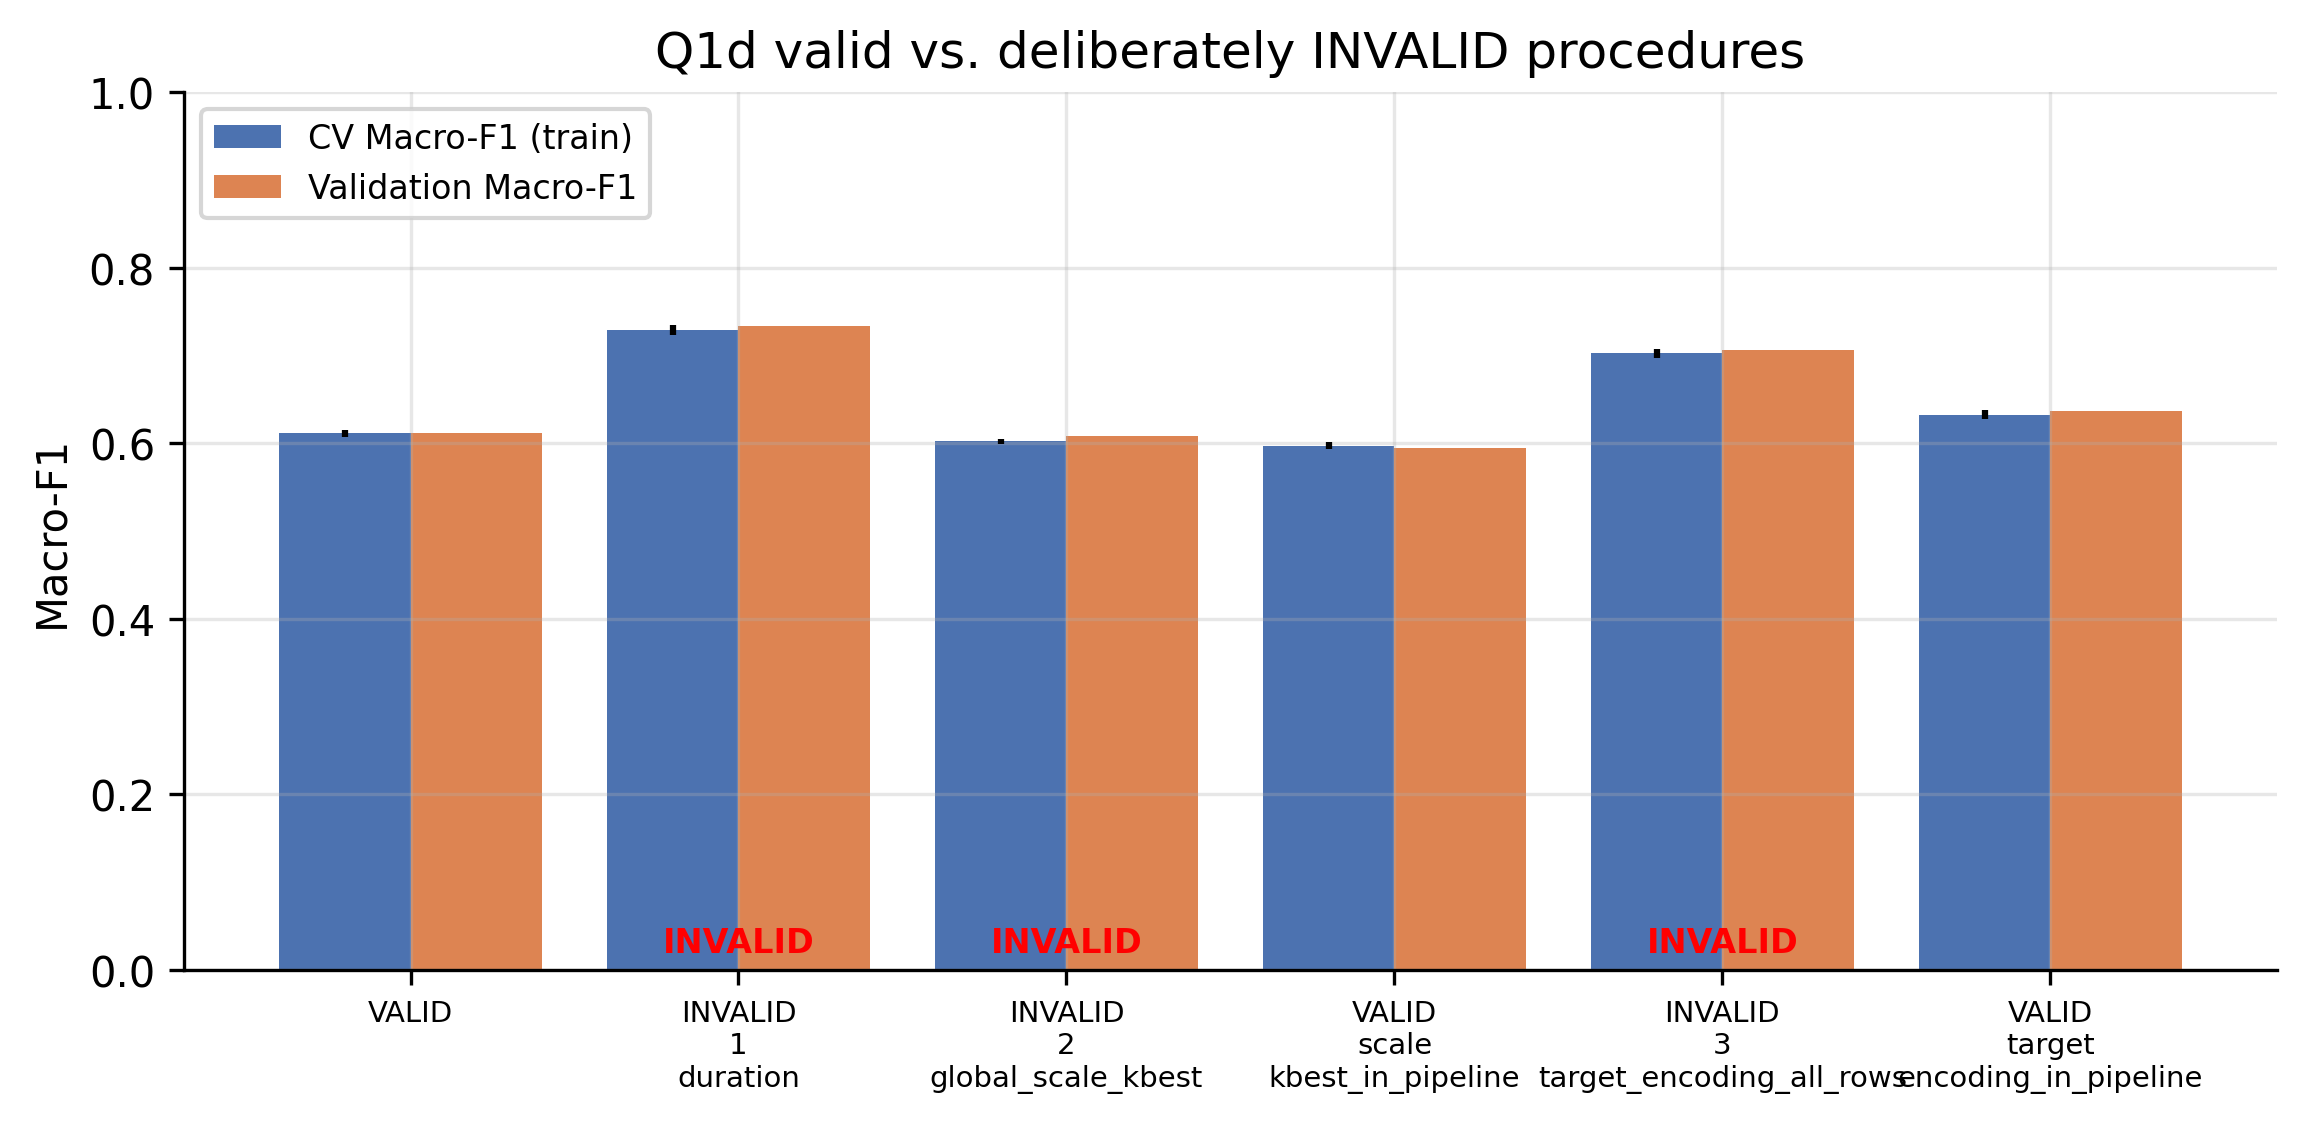 Q1d valid vs. deliberately INVALID procedures
CV Macro-F1 (train)
Validation Macro-F1
Macro-F1
1.0
0.8
0.6
0.4
0.2
0.0
INVALID
INVALID
INVALID
VALID
INVALID
1
duration
INVALID
2
global_scale_kbest
VALID
scale
kbest_in_pipeline
INVALID
3
target_encoding_all_rows
VALID
target
encoding_in_pipeline